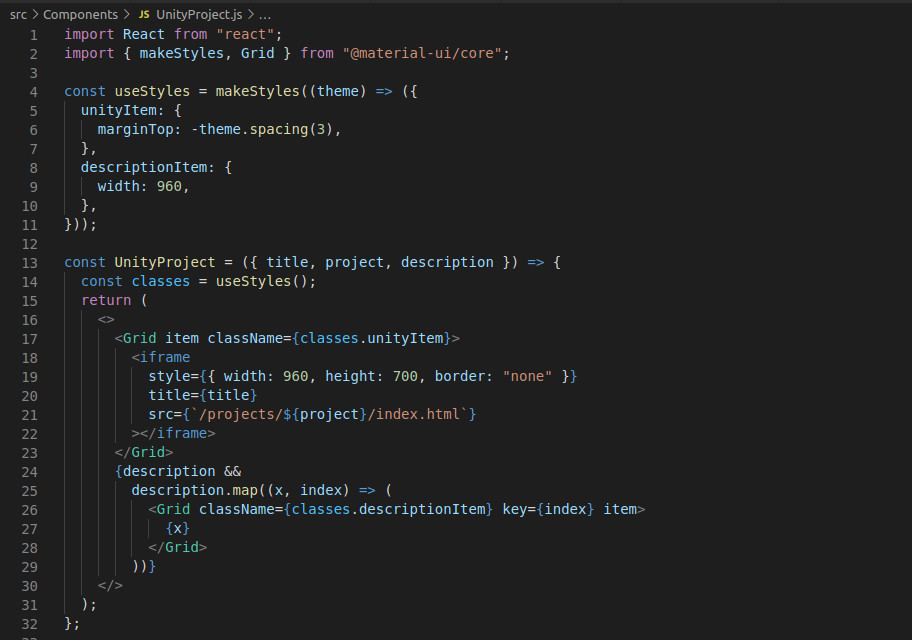 src > Components > JS UnityProject.js > ...
1 import React from "react";
2 import { makeStyles, Grid } from "@material-ui/core";
3
4 const useStyles = makeStyles((theme) => ({
5   unityItem: {
6     marginTop: -theme.spacing(3),
7   },
8   descriptionItem: {
9     width: 960,
10   },
11 }));
12
13 const UnityProject = ({ title, project, description }) => {
14   const classes = useStyles();
15   return (
16     <>
17       <Grid item className={classes.unityItem}>
18         <iframe
19           style={{ width: 960, height: 700, border: "none" }}
20           title={title}
21           src={`/projects/${project}/index.html`}
22         ></iframe>
23       </Grid>
24       {description &&
25         description.map((x, index) => (
26           <Grid className={classes.descriptionItem} key={index} item>
27             {x}
28           </Grid>
29         ))}
30     </>
31   );
32 };
33